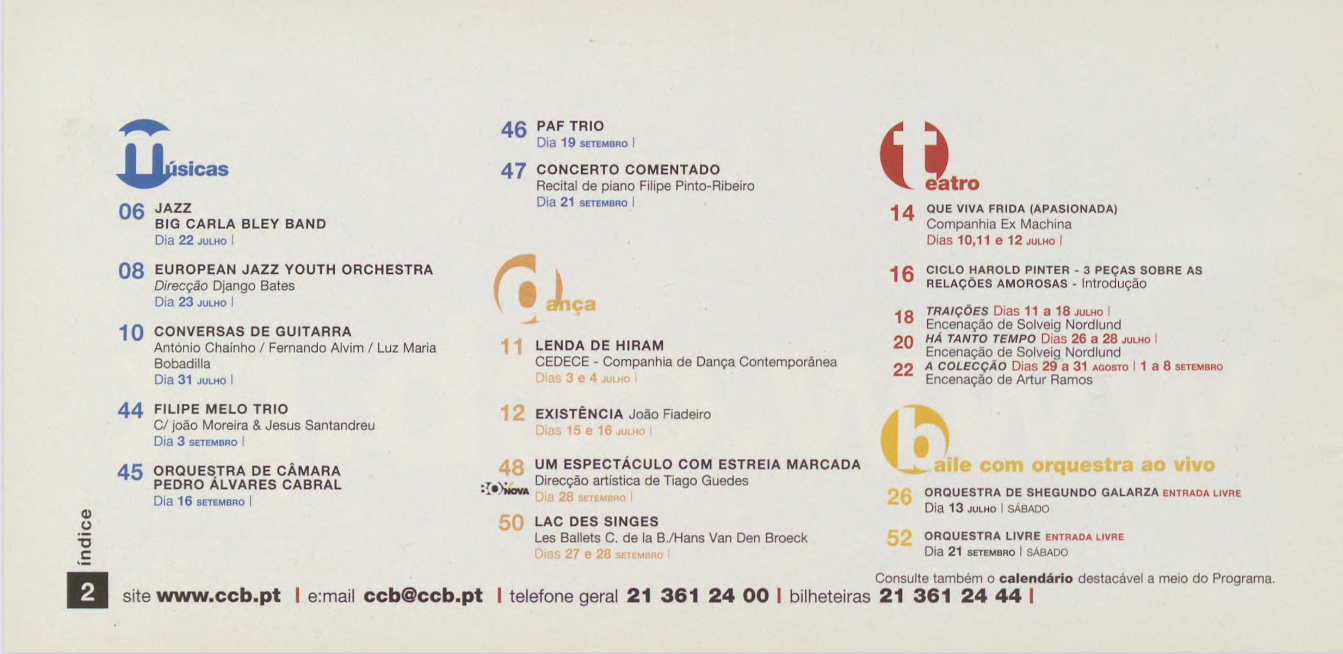 músicas
06 JAZZ
BIG CARLA BLEY BAND
Dia 22 JULHO |
08 EUROPEAN JAZZ YOUTH ORCHESTRA
Direcção Django Bates
Dia 23 JULHO |
10 CONVERSAS DE GUITARRA
António Chaínho / Fernando Alvim / Luz Maria
Bobadilla
Dia 31 JULHO |
44 FILIPE MELO TRIO
C/ joão Moreira & Jesus Santandreu
Dia 3 SETEMBRO |
45 ORQUESTRA DE CÂMARA
PEDRO ÁLVARES CABRAL
Dia 16 SETEMBRO |
46 PAF TRIO
Dia 19 SETEMBRO |
47 CONCERTO COMENTADO
Recital de piano Filipe Pinto-Ribeiro
Dia 21 SETEMBRO |
dança
11 LENDA DE HIRAM
CEDECE - Companhia de Dança Contemporânea
Dias 3 e 4 JULHO |
12 EXISTÊNCIA João Fiadeiro
Dias 15 e 16 JULHO |
48 UM ESPECTÁCULO COM ESTREIA MARCADA
Direcção artística de Tiago Guedes
NOVA Dia 28 SETEMBRO |
50 LAC DES SINGES
Les Ballets C. de la B./Hans Van Den Broeck
Dias 27 e 28 SETEMBRO |
teatro
14 QUE VIVA FRIDA (APASIONADA)
Companhia Ex Machina
Dias 10,11 e 12 JULHO |
16 CICLO HAROLD PINTER - 3 PEÇAS SOBRE AS
RELAÇÕES AMOROSAS - Introdução
18 TRAIÇÕES Dias 11 a 18 JULHO |
Encenação de Solveig Nordlund
20 HÁ TANTO TEMPO Dias 26 a 28 JULHO |
Encenação de Solveig Nordlund
22 A COLECÇÃO Dias 29 a 31 AGOSTO | 1 a 8 SETEMBRO
Encenação de Artur Ramos
baile com orquestra ao vivo
26 ORQUESTRA DE SHEGUNDO GALARZA ENTRADA LIVRE
Dia 13 JULHO | SÁBADO
52 ORQUESTRA LIVRE ENTRADA LIVRE
Dia 21 SETEMBRO | SÁBADO
Consulte também o calendário destacável a meio do Programa.
índice
2 site www.ccb.pt | e:mail ccb@ccb.pt | telefone geral 21 361 24 00 | bilheteiras 21 361 24 44 |